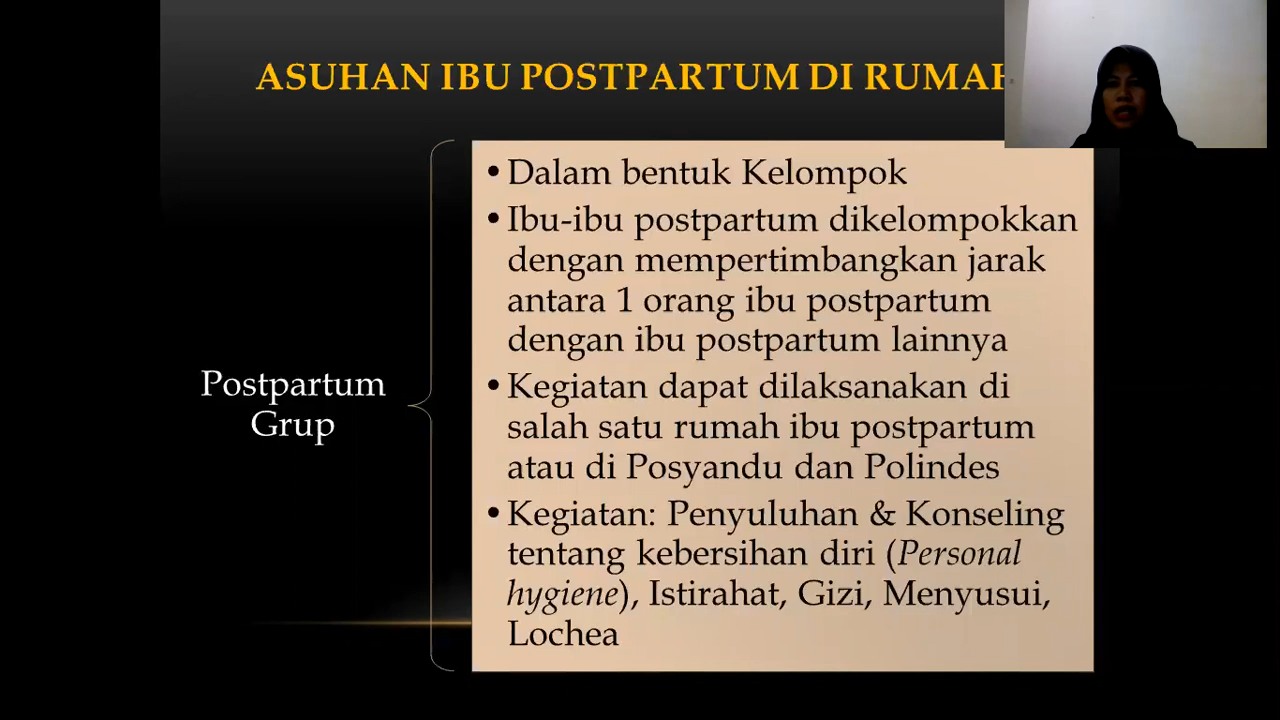 ASUHAN IBU POSTPARTUM DI RUMAH
• Dalam bentuk Kelompok
• Ibu-ibu postpartum dikelompokkan
dengan mempertimbangkan jarak
antara 1 orang ibu postpartum
dengan ibu postpartum lainnya
• Kegiatan dapat dilaksanakan di
salah satu rumah ibu postpartum
atau di Posyandu dan Polindes
• Kegiatan: Penyuluhan & Konseling
tentang kebersihan diri (Personal
hygiene), Istirahat, Gizi, Menyusui,
Lochea
Postpartum
Grup